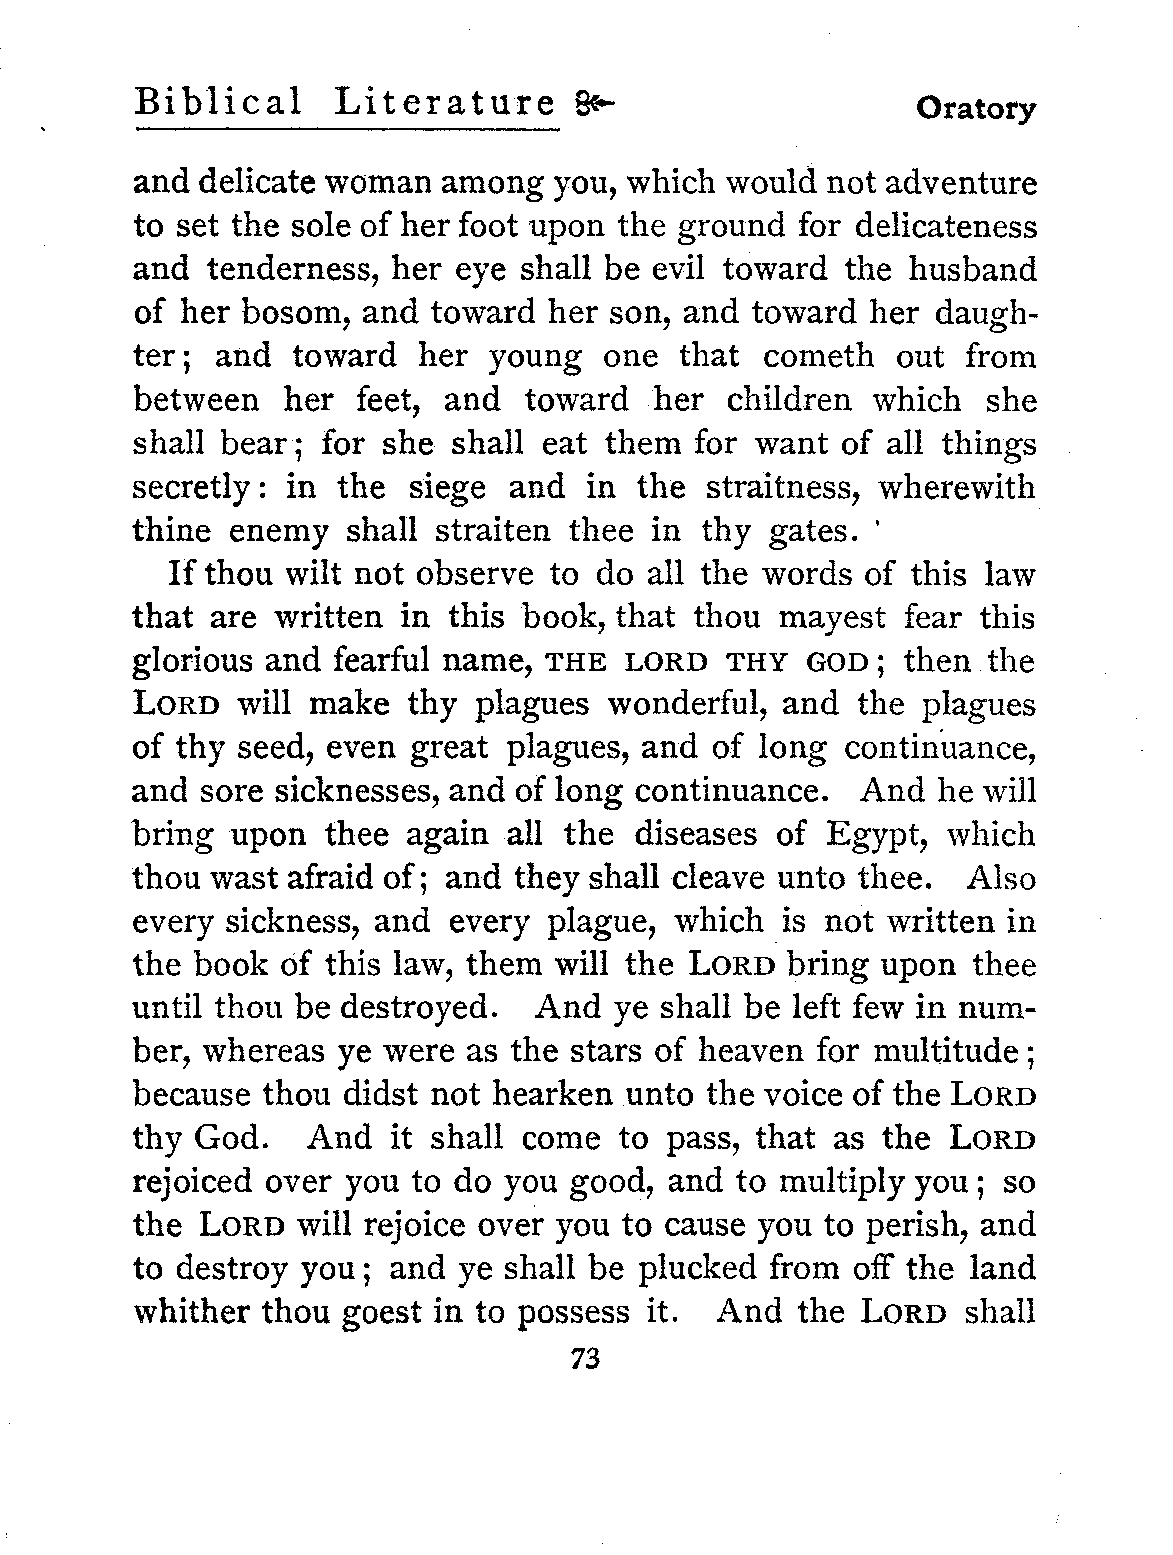 Biblical Literature Oratory
and delicate woman among you, which would not adventure
to set the sole of her foot upon the ground for delicateness
and tenderness, her eye shall be evil toward the husband
of her bosom, and toward her son, and toward her daugh-
ter; and toward her young one that cometh out from
between her feet, and toward her children which she
shall bear; for she shall eat them for want of all things
secretly: in the siege and in the straitness, wherewith
thine enemy shall straiten thee in thy gates.
If thou wilt not observe to do all the words of this law
that are written in this book, that thou mayest fear this
glorious and fearful name, THE LORD THY GOD; then the
LORD will make thy plagues wonderful, and the plagues
of thy seed, even great plagues, and of long continuance,
and sore sicknesses, and of long continuance. And he will
bring upon thee again all the diseases of Egypt, which
thou wast afraid of; and they shall cleave unto thee. Also
every sickness, and every plague, which is not written in
the book of this law, them will the LORD bring upon thee
until thou be destroyed. And ye shall be left few in num-
ber, whereas ye were as the stars of heaven for multitude;
because thou didst not hearken unto the voice of the LORD
thy God. And it shall come to pass, that as the LORD
rejoiced over you to do you good, and to multiply you; so
the LORD will rejoice over you to cause you to perish, and
to destroy you; and ye shall be plucked from off the land
whither thou goest in to possess it. And the LORD shall
73